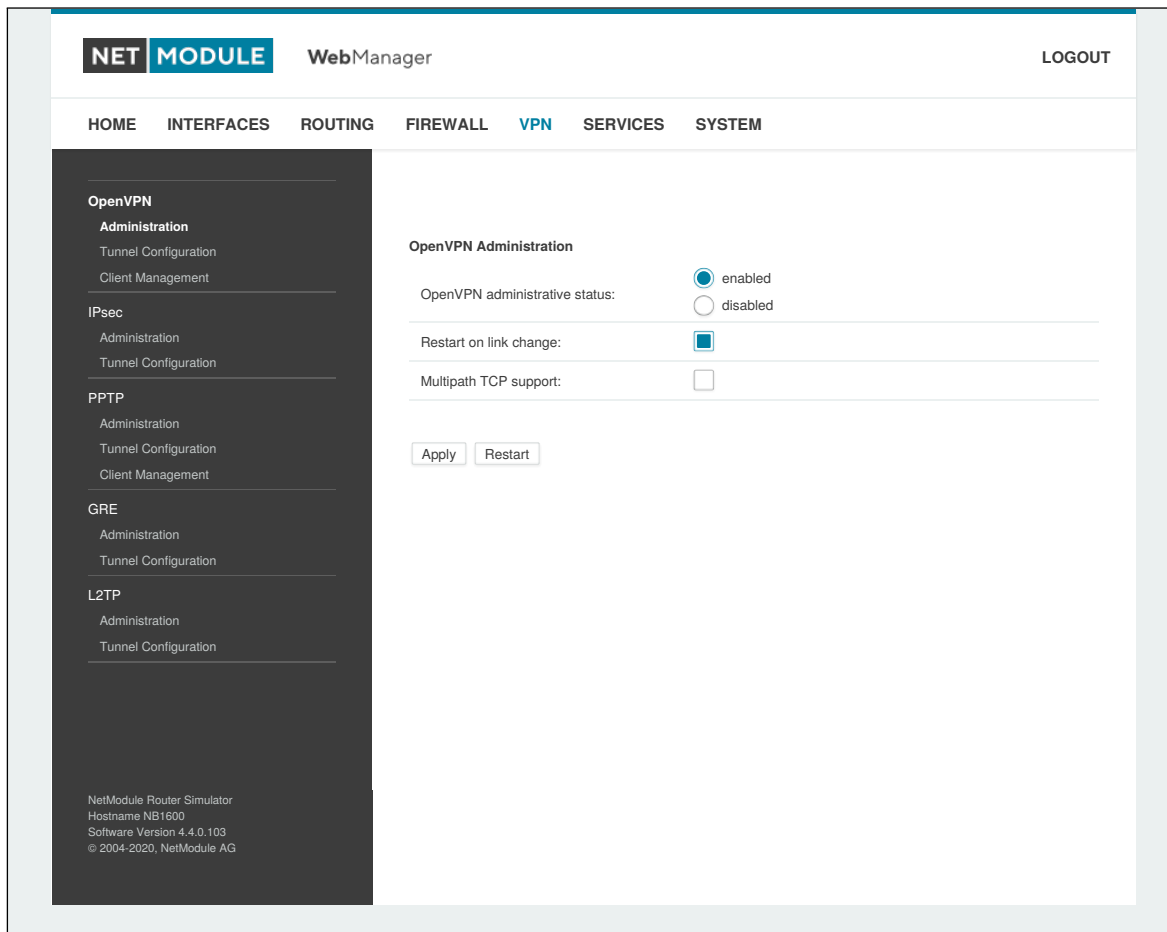 NET MODULE WebManager LOGOUT
HOME INTERFACES ROUTING FIREWALL VPN SERVICES SYSTEM
OpenVPN
Administration
Tunnel Configuration
Client Management
IPsec
Administration
Tunnel Configuration
PPTP
Administration
Tunnel Configuration
Client Management
GRE
Administration
Tunnel Configuration
L2TP
Administration
Tunnel Configuration
NetModule Router Simulator
Hostname NB1600
Software Version 4.4.0.103
© 2004-2020, NetModule AG
OpenVPN Administration
OpenVPN administrative status:
enabled
disabled
Restart on link change:
Multipath TCP support:
Apply Restart